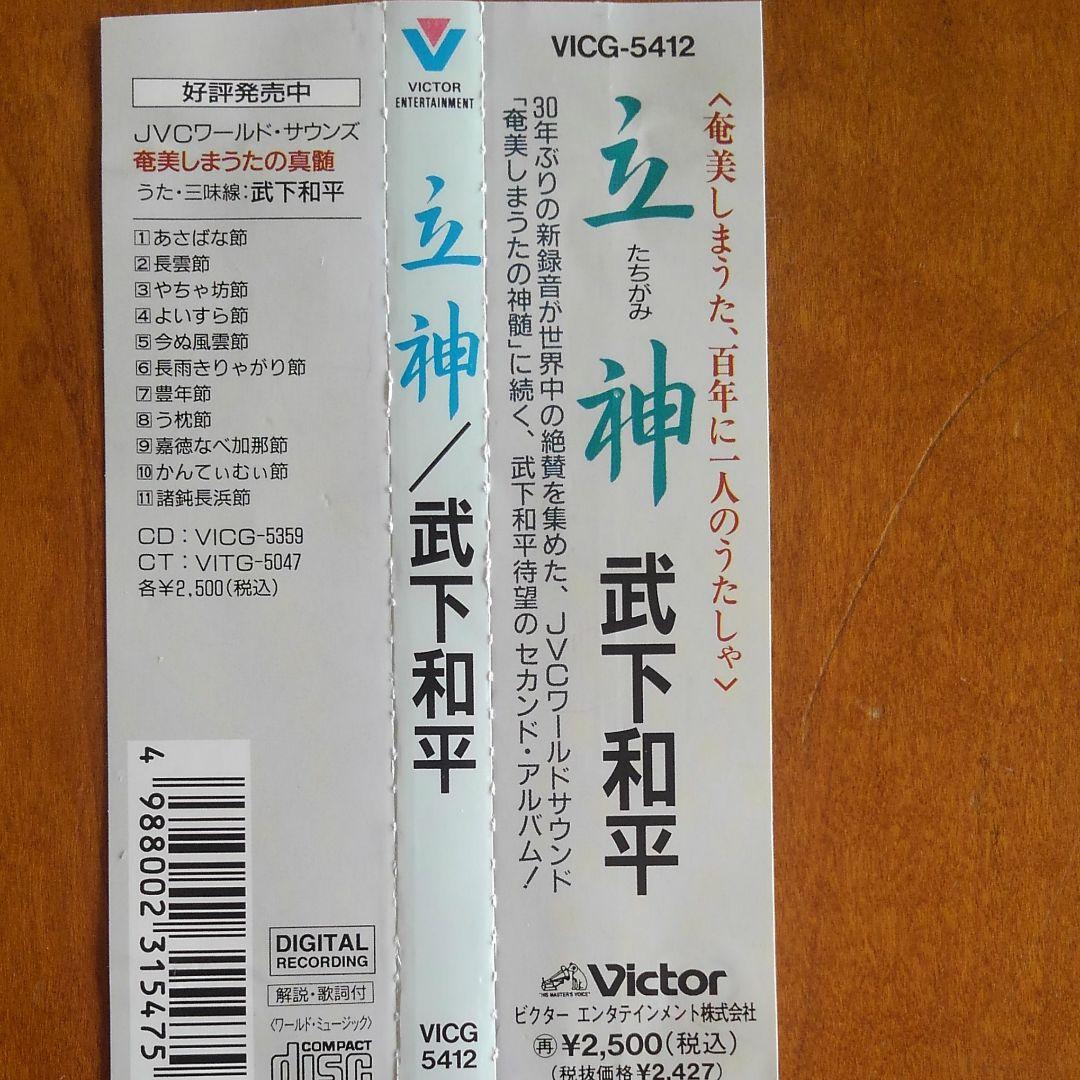 好評発売中
JVCワールド・サウンズ
奄美しまうたの真髄
うた・三味線：武下和平
1 あさばな節
2 長雲節
3 やちゃ坊節
4 よいすら節
5 今ぬ風雲節
6 長雨きりゃがり節
7 豊年節
8 う枕節
9 嘉徳なべ加那節
10 かんてぃむぃ節
11 諸鈍長浜節
CD：VICG-5359
CT：VITG-5047
各¥2,500(税込)
4 988002 315475
DIGITAL
RECORDING
解説・歌詞付
〈ワールド・ミュージック〉
COMPACT
disc
VICTOR
ENTERTAINMENT
立神／武下和平
VICG
5412
VICG-5412
〈奄美しまうた、百年に一人のうたしゃ〉
立神
たちがみ
武下和平
30年ぶりの新録音が世界中の絶賛を集めた、JVCワールドサウンド
「奄美しまうたの神髄」に続く、武下和平待望のセカンド・アルバム！
"HIS MASTER'S VOICE"
Victor
ビクター エンタテインメント株式会社
再 ¥2,500(税込)
(税抜価格¥2,427)